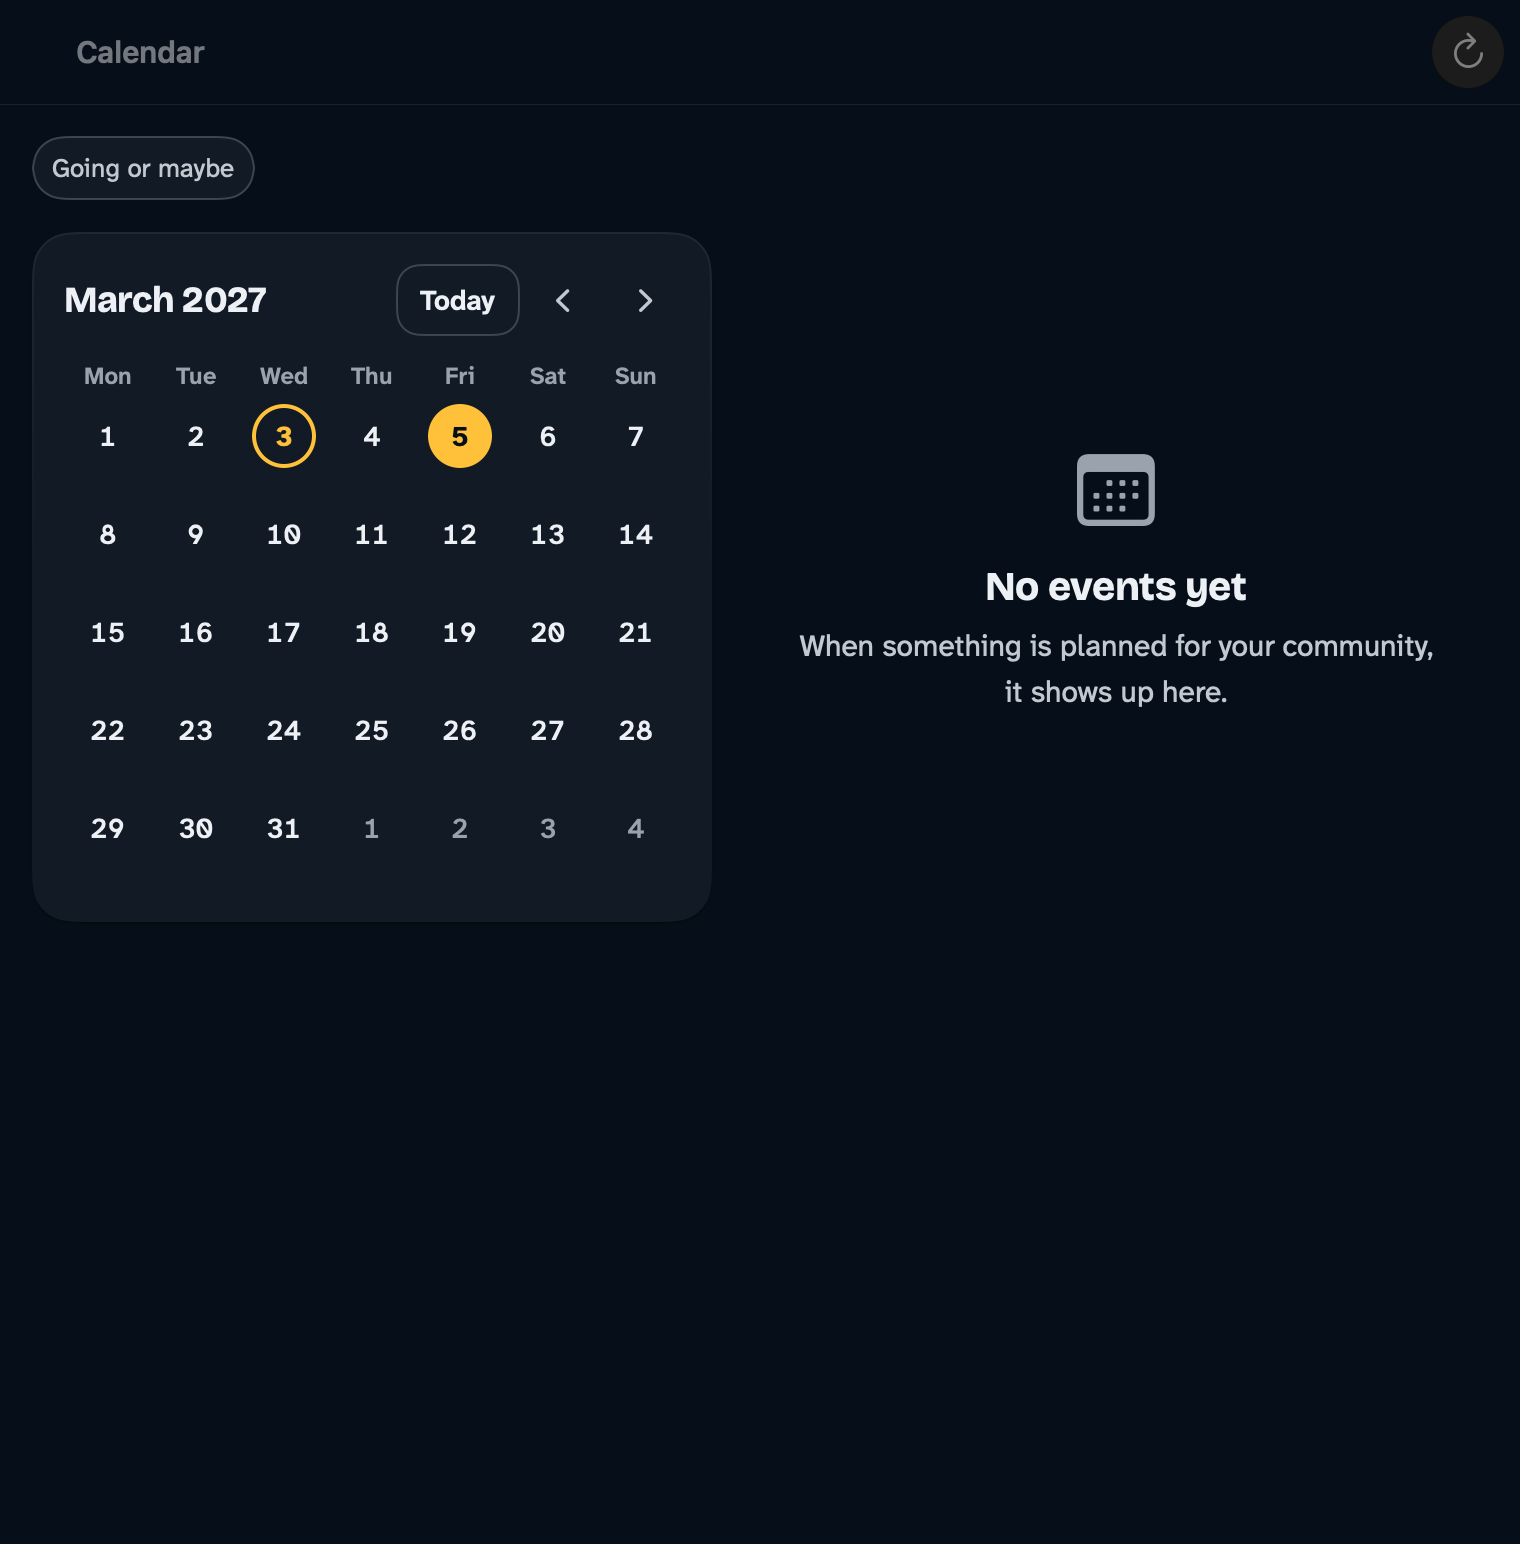 Calendar
Going or maybe
March 2027 Today
Mon Tue Wed Thu Fri Sat Sun
1 2 3 4 5 6 7
8 9 10 11 12 13 14
15 16 17 18 19 20 21
22 23 24 25 26 27 28
29 30 31 1 2 3 4
No events yet
When something is planned for your community,
it shows up here.